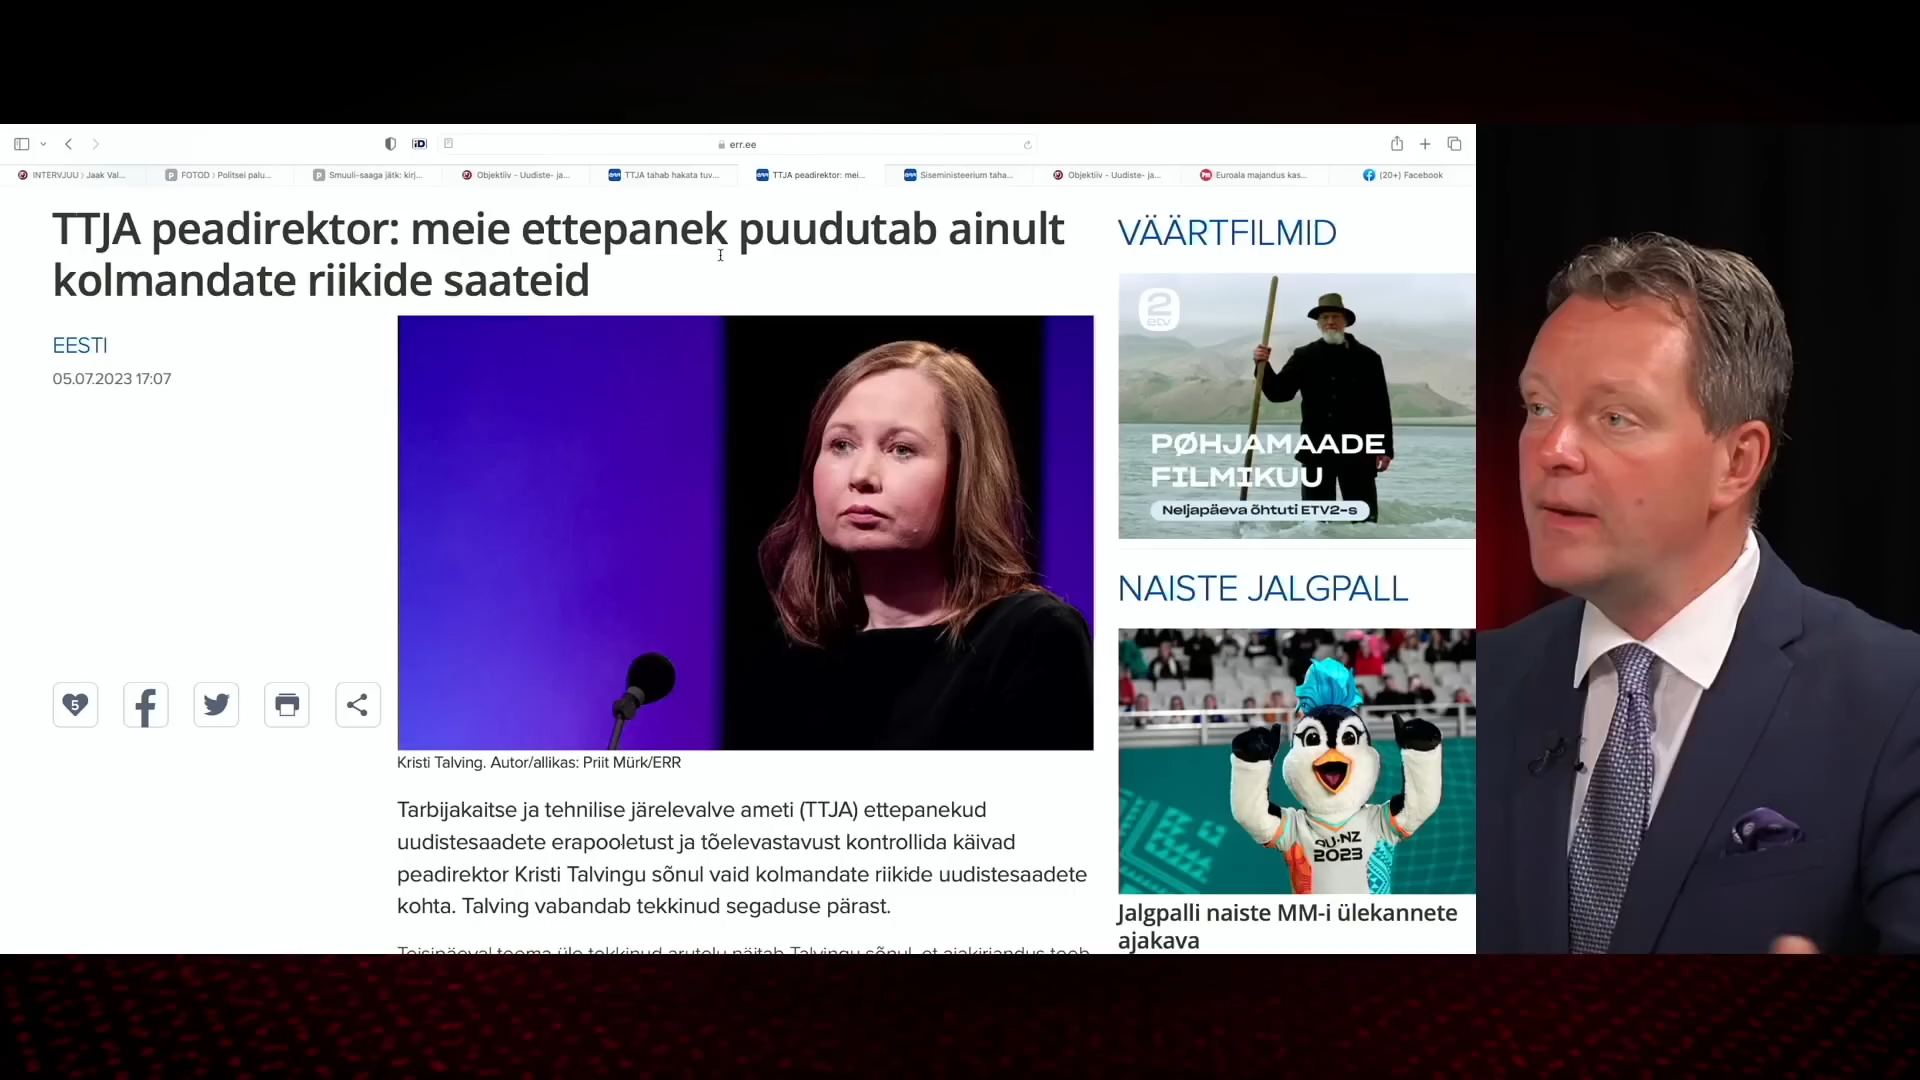 iD
err.ee
INTERVJUU › Jaak Val...
FOTOD › Politsei palu...
Smuuli-saaga jätk: kirj...
Objektiiv - Uudiste- ja...
TTJA tahab hakata tuv...
TTJA peadirektor: mei...
Siseministeerium taha...
Objektiiv - Uudiste- ja...
Euroala majandus kas...
(20+) Facebook
TTJA peadirektor: meie ettepanek puudutab ainult
kolmandate riikide saateid
EESTI
05.07.2023 17:07
5
Kristi Talving. Autor/allikas: Priit Mürk/ERR
Tarbijakaitse ja tehnilise järelevalve ameti (TTJA) ettepanekud
uudistesaadete erapooletust ja tõelevastavust kontrollida käivad
peadirektor Kristi Talvingu sõnul vaid kolmandate riikide uudistesaadete
kohta. Talving vabandab tekkinud segaduse pärast.
VÄÄRTFILMID
2
etv
PØHJAMAADE
FILMIKUU
Neljapäeva õhtuti ETV2-s
NAISTE JALGPALL
AU·NZ
2023
Jalgpalli naiste MM-i ülekannete
ajakava